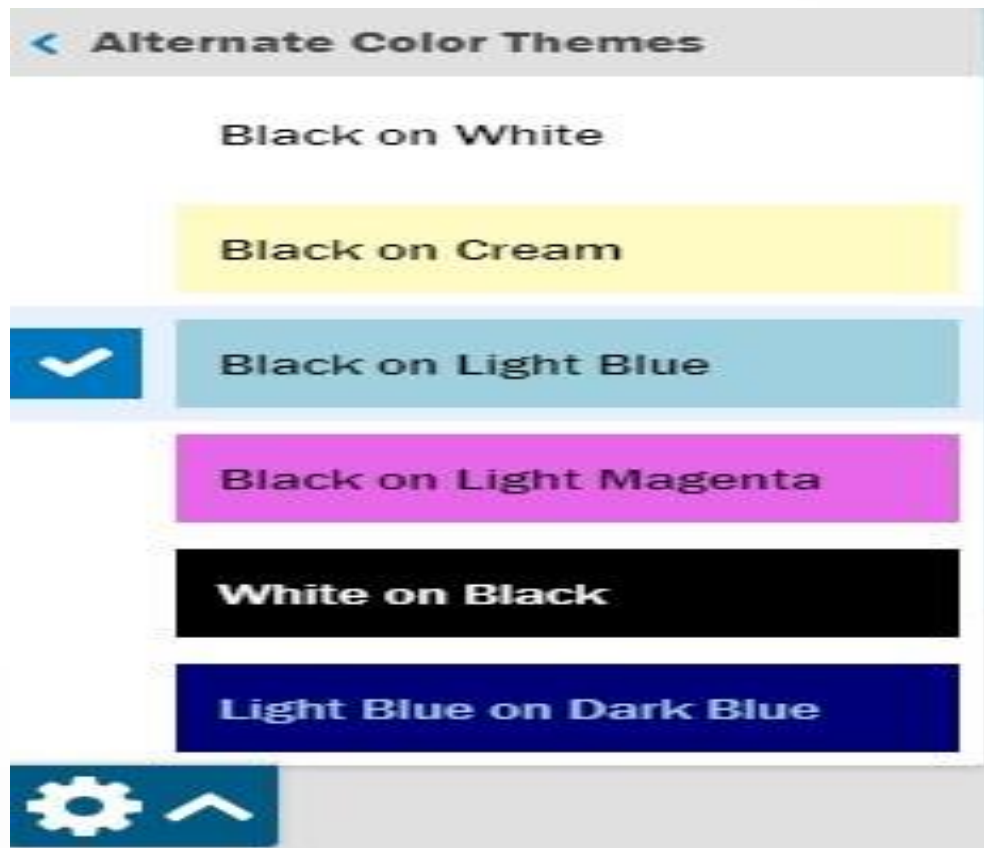 Alternate Color Themes
Black on White
Black on Cream
Black on Light Blue
Black on Light Magenta
White on Black
Light Blue on Dark Blue